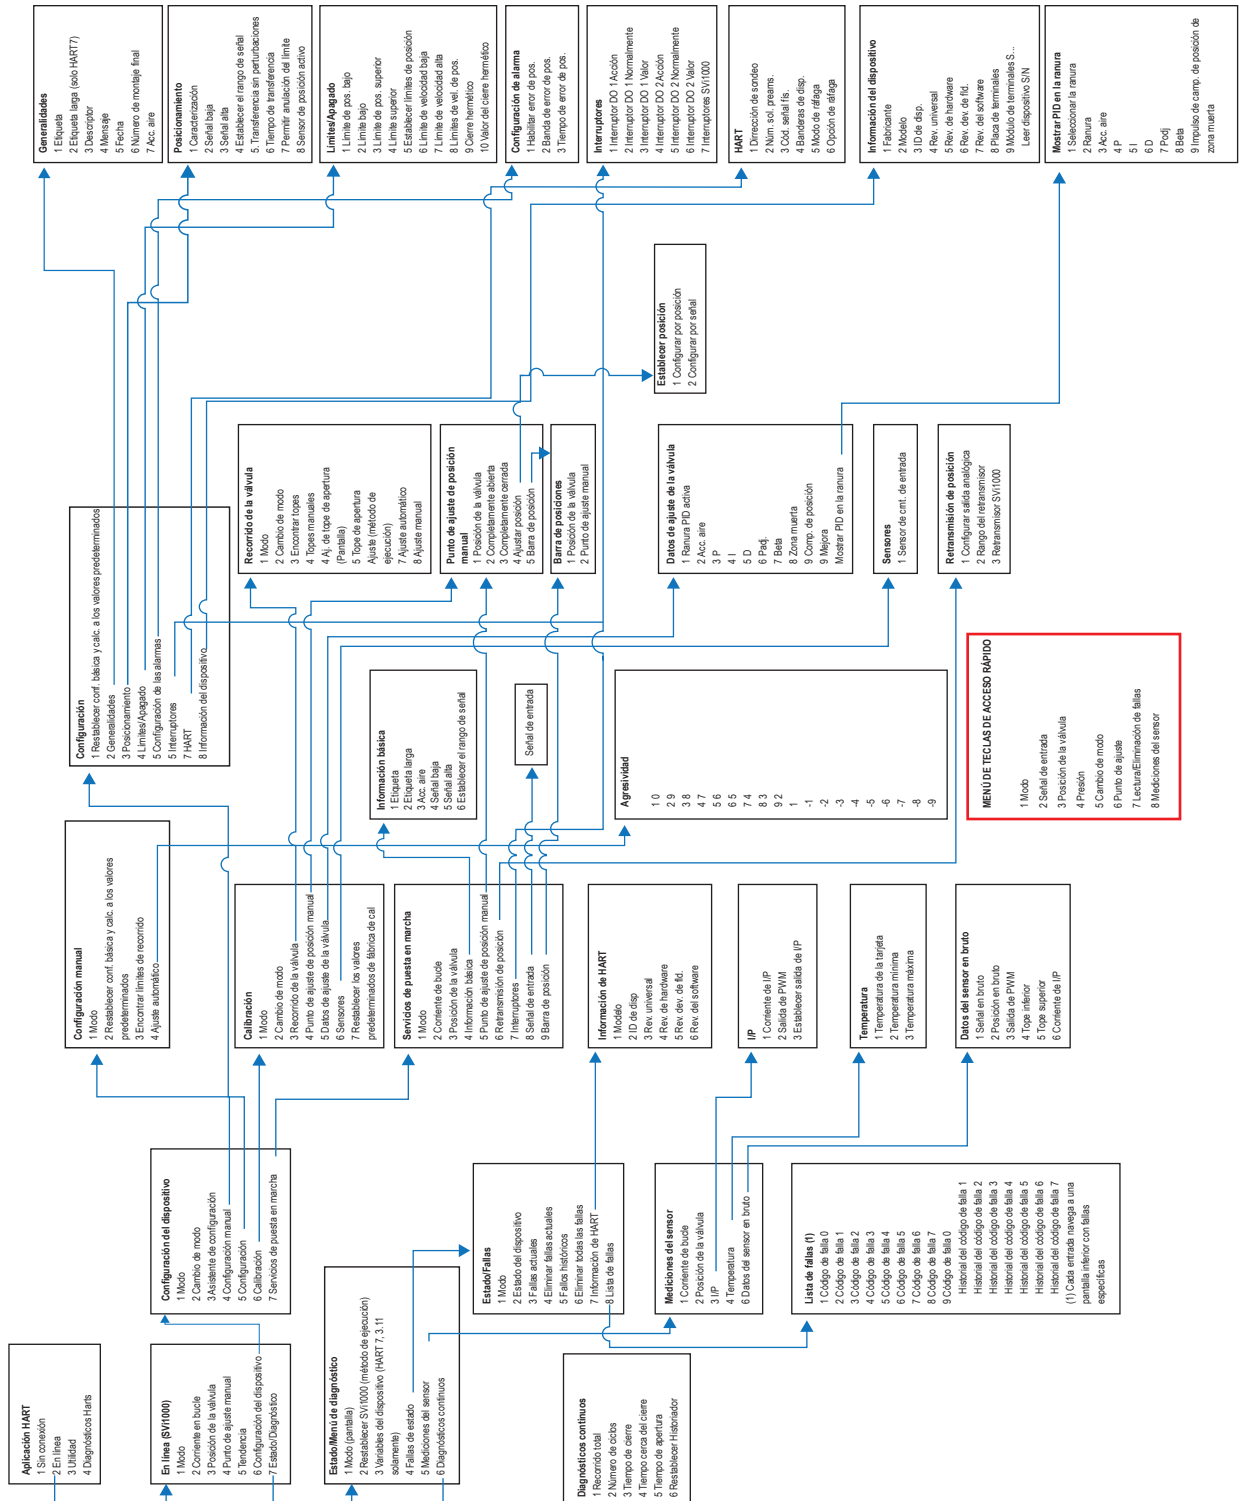 Aplicación HART
1 Sin conexión
2 En línea
3 Utilidad
4 Diagnósticos Harts
En línea (SVI1000)
1 Modo
2 Corriente en bucle
3 Posición de la válvula
4 Punto de ajuste manual
5 Tendencia
6 Configuración del dispositivo
7 Estado/Diagnóstico
Estado/Menú de diagnóstico
1 Modo (pantalla)
2 Restablecer SVI1000 (método de ejecución)
3 Variables del dispositivo (HART 7, 3.11
solamente)
4 Fallas de estado
5 Mediciones del sensor
6 Diagnósticos continuos
Diagnósticos continuos
1 Recorrido total
2 Número de ciclos
3 Tiempo de cierre
4 Tiempo cerca del cierre
5 Tiempo de apertura
6 Restablecer Historiador
Configuración del dispositivo
1 Modo
2 Cambio de modo
3Asistente de configuración
4 Configuración manual
5 Configuración
6 Calibración
7 Servicios de puesta en marcha
Estado/Fallas
1 Modo
2 Estado del dispositivo
3 Fallas actuales
4 Eliminar fallas actuales
5 Fallos históricos
6 Eliminar todas las fallas
7 Información de HART
8 Lista de fallas
Mediciones del sensor
1 Corriente de bucle
2 Posición de la válvula
3 I/P
4 Temperatura
6 Datos del sensor en bruto
Lista de fallas (1)
1 Código de falla 0
2 Código de falla 1
3 Código de falla 2
4 Código de falla 3
5 Código de falla 4
6 Código de falla 5
7 Código de falla 6
8 Código de falla 7
9 Código de falla 0
Historial del código de falla 1
Historial del código de falla 2
Historial del código de falla 3
Historial del código de falla 4
Historial del código de falla 5
Historial del código de falla 6
Historial del código de falla 7
(1) Cada entrada navega a una
pantalla inferior con fallas
específicas
Configuración manual
1 Modo
2 Restablecer conf. básica y calc. a los valores
predeterminados
3 Encontrar límites de recorrido
4 Ajuste automático
Calibración
1 Modo
2 Cambio de modo
3 Recorrido de la válvula
4 Punto de ajuste de posición manual
5 Datos de ajuste de la válvula
6 Sensores
7 Restablecer los valores
predeterminados de fábrica de cal
Servicios de puesta en marcha
1 Modo
2 Corriente de bucle
3 Posición de la válvula
4 Información básica
5 Punto de ajuste de posición manual
6 Retransmisión de posición
7 Interruptores
8 Señal de entrada
9 Barra de posición
Información de HART
1 Modelo
2 ID de disp
3 Rev. universal
4 Rev. de hardware
5 Rev. dev. de fld.
6 Rev. del software
I/P
1 Corriente de I/P
2 Salida de PWM
3 Establecer salida de I/P
Temperatura
1 Temperatura de la tarjeta
2 Temperatura mínima
3 Temperatura máxima
Datos del sensor en bruto
1 Señal en bruto
2 Posición en bruto
3 Salida de PWM
4 Tope inferior
5 Tope superior
6 Corriente de I/P
Configuración
1 Restablecer conf. básica y calc. a los valores predeterminados
2 Generalidades
3 Posicionamiento
4 Límites/Apagado
5 Configuración de las alarmas
5 Interruptores
7 HART
8 Información del dispositivo
Información básica
1 Etiqueta
2 Etiqueta larga
3 Acc. aire
4 Señal baja
5 Señal alta
6 Establecer el rango de señal
Señal de entrada
Agresividad
1 0
2 9
3 8
4 7
5 6
6 5
7 4
8 3
9 2
1
-1
-2
-3
-4
-5
-6
-7
-8
-9
MENÚ DE TECLAS DE ACCESO RÁPIDO
1 Modo
2 Señal de entrada
3 Posición de la válvula
4 Presión
5 Cambio de modo
6 Punto de ajuste
7 Lectura/Eliminación de fallas
8 Mediciones del sensor
Recorrido de la válvula
1 Modo
2 Cambio de modo
3 Encontrar topes
4 Topes manuales
4 Aj. de tope de apertura
(Pantalla)
5 Tope de apertura
Ajuste (método de
ejecución)
7 Ajuste automático
8 Ajuste manual
Punto de ajuste de posición
manual
1 Posición de la válvula
2 Completamente abierta
3 Completamente cerrada
4 Ajustar posición
5 Barra de posición
Barra de posiciones
1 Posición de la válvula
2 Punto de ajuste manual
Datos de ajuste de la válvula
1 Ranura PID activa
2 Acc. aire
3 P
4 I
5 D
6 Padj.
7 Beta
8 Zona muerta
9 Comp. de posición
9 Mejora
Mostrar PID en la ranura
Sensores
1 Sensor de crnt. de entrada
Retransmisión de posición
1 Configurar salida analógica
2 Rango del retransmisor
3 Retransmisor SVI1000
Establecer posición
1 Configurar por posición
2 Configurar por señal
Generalidades
1 Etiqueta
2 Etiqueta larga (solo HART7)
3 Descriptor
4 Mensaje
5 Fecha
6 Número de montaje final
7 Acc. aire
Posicionamiento
1 Caracterización
2 Señal baja
3 Señal alta
4 Establecer el rango de señal
5. Transferencia sin perturbaciones
6 Tiempo de transferencia
7 Permitir anulación del límite
8 Sensor de posición activo
Límites/Apagado
1 Límite de pos. bajo
2 Límite bajo
3 Límite de pos. superior
4 Límite superior
5 Establecer límites de posición
6 Límite de velocidad baja
7 Límite de velocidad alta
8 Límites de vel. de pos.
9 Cierre hermético
10 Valor del cierre hermético
Configuración de alarma
1 Habilitar error de pos.
2 Banda de error de pos.
3 Tiempo de error de pos.
Interruptores
1 Interruptor DO 1 Acción
2 Interruptor DO 1 Normalmente
3 Interruptor DO 1 Valor
4 Interruptor DO 2 Acción
5 Interruptor DO 2 Normalmente
6 Interruptor DO 2 Valor
7 Interruptores SVI1000
HART
1 Dirrección de sondeo
2 Núm. sol. preams.
3 Cód. señal fís.
4 Banderas de disp.
5 Modo de ráfaga
6 Opción de ráfaga
Información del dispositivo
1 Fabricante
2 Modelo
3 ID de disp.
4 Rev. universal
5 Rev. de hardware
6 Rev. dev. de fld.
7 Rev. del software
8 Placa de terminales
9 Módulo de terminales S...
Leer dispositivo S/N
Mostrar PID en la ranura
1 Seleccionar la ranura
2 Ranura
3 Acc. aire
4 P
5 I
6 D
7 Podj
8 Beta
9 Impulso de camp. de posición de
zona muerta